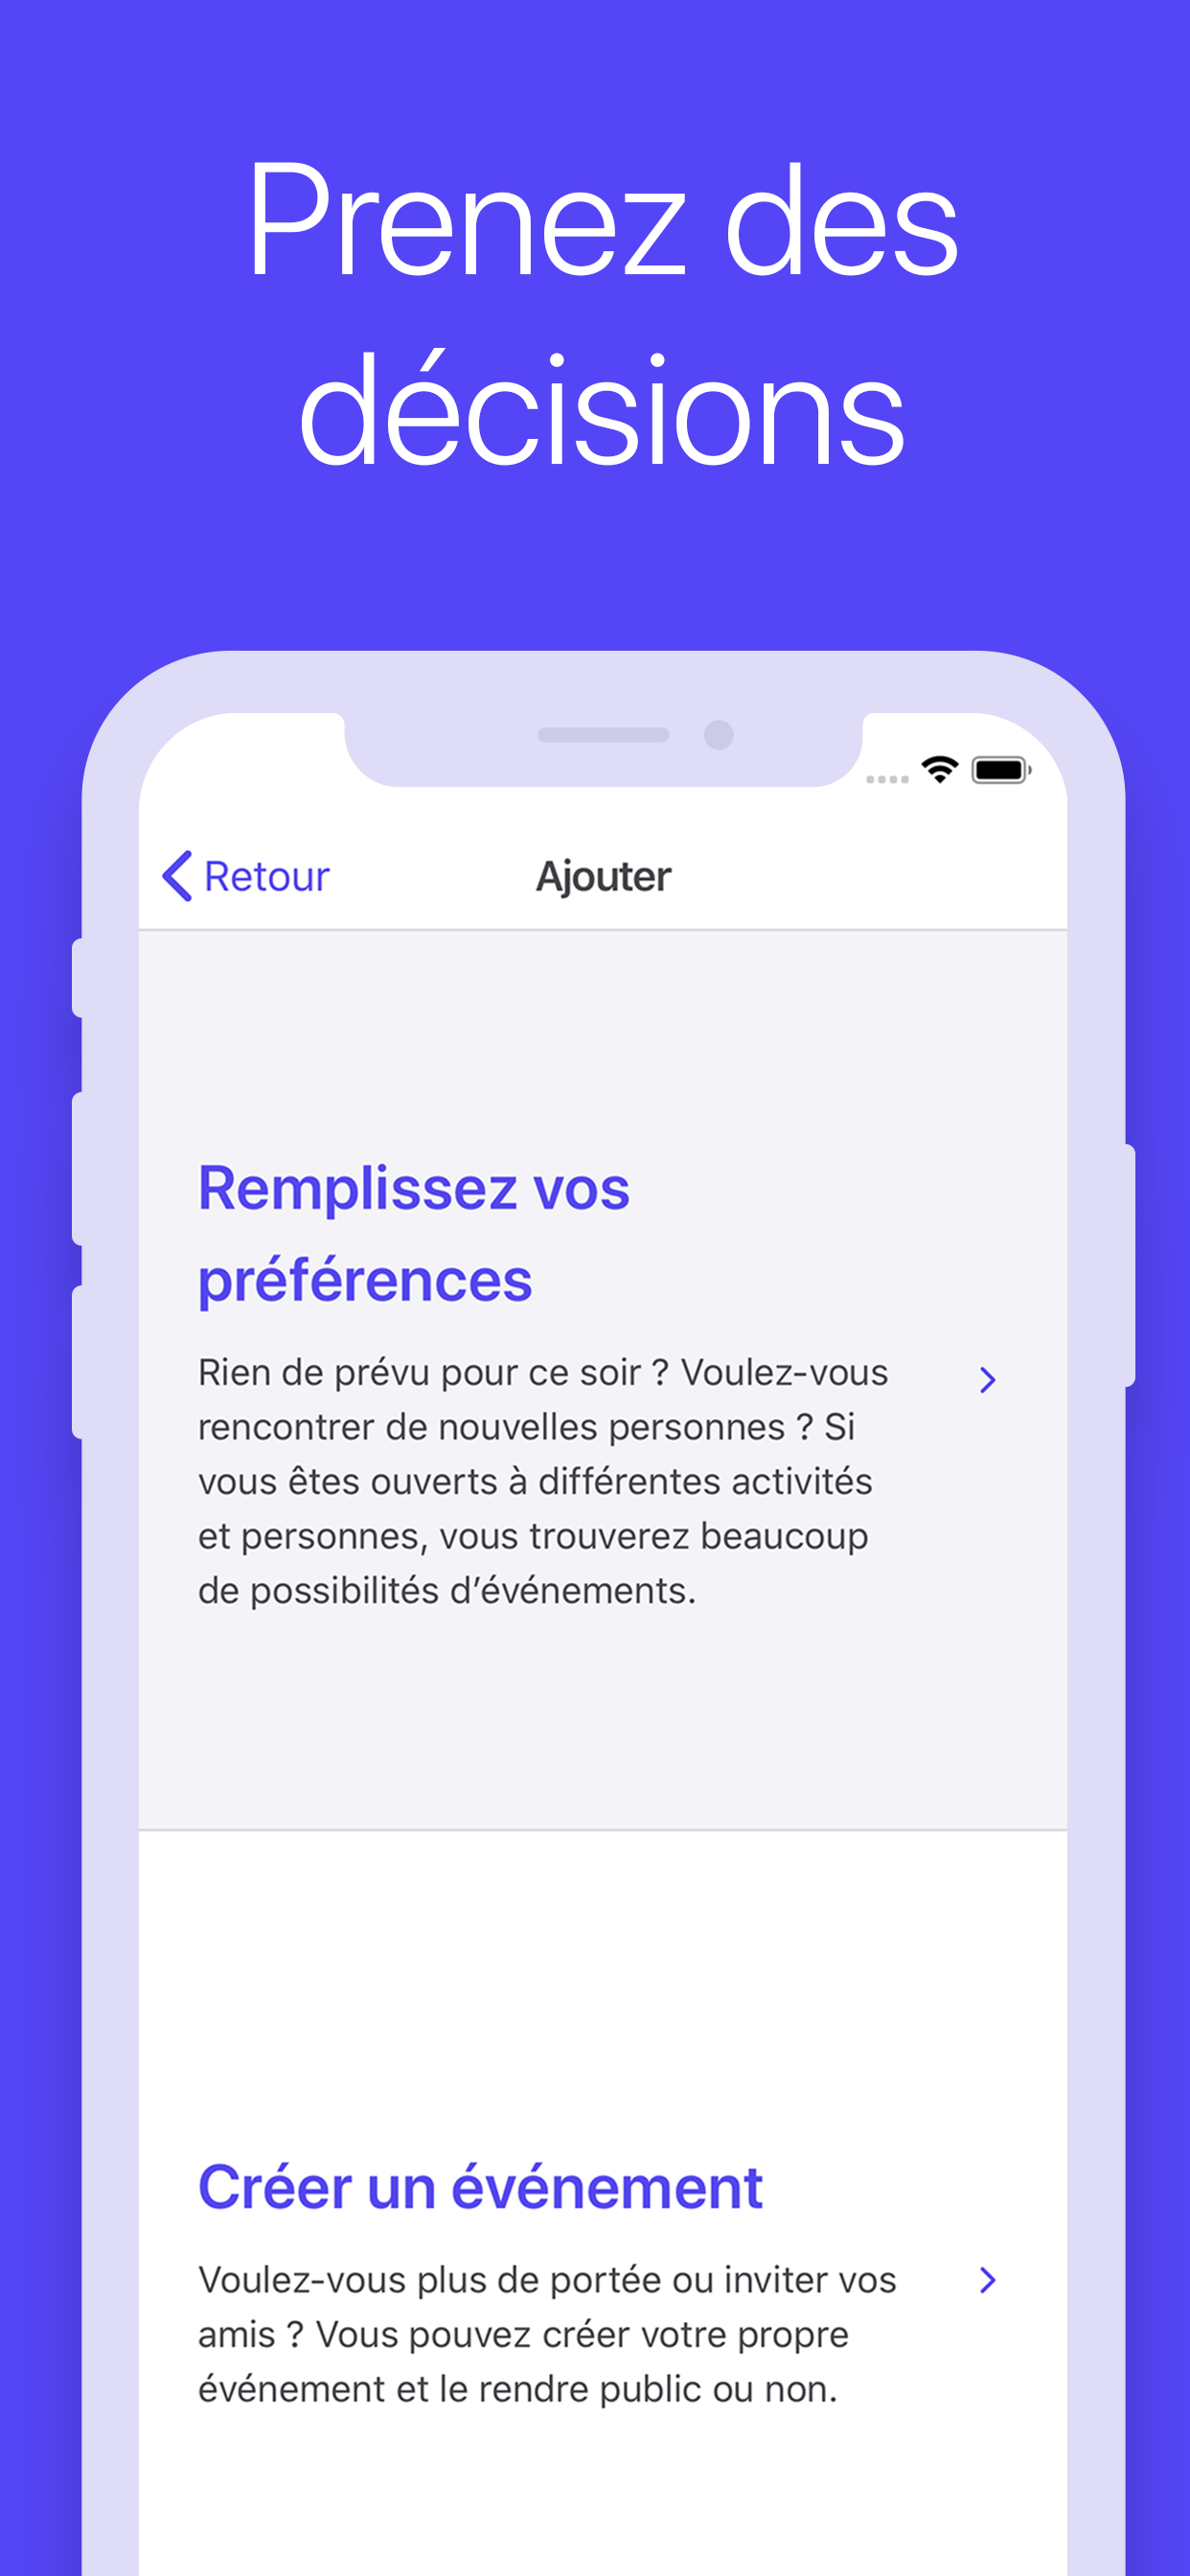 Prenez des
décisions
Retour
Ajouter
Remplissez vos
préférences
Rien de prévu pour ce soir ? Voulez-vous
rencontrer de nouvelles personnes ? Si
vous êtes ouverts à différentes activités
et personnes, vous trouverez beaucoup
de possibilités d’événements.
Créer un événement
Voulez-vous plus de portée ou inviter vos
amis ? Vous pouvez créer votre propre
événement et le rendre public ou non.